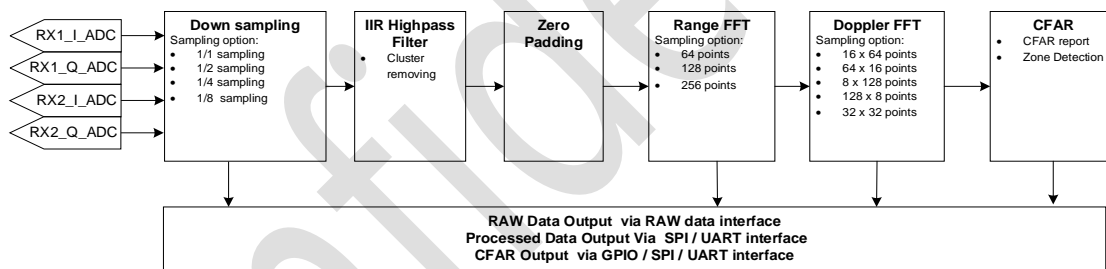 RX1_I_ADC
RX1_Q_ADC
RX2_I_ADC
RX2_Q_ADC
Down sampling
Sampling option:
• 1/1 sampling
• 1/2 sampling
• 1/4 sampling
• 1/8 sampling
IIR Highpass
Filter
• Cluster
removing
Zero
Padding
Range FFT
Sampling option:
• 64 points
• 128 points
• 256 points
Doppler FFT
Sampling option:
• 16 x 64 points
• 64 x 16 points
• 8 x 128 points
• 128 x 8 points
• 32 x 32 points
CFAR
• CFAR report
• Zone Detection
RAW Data Output via RAW data interface
Processed Data Output Via SPI / UART interface
CFAR Output via GPIO / SPI / UART interface
nfide